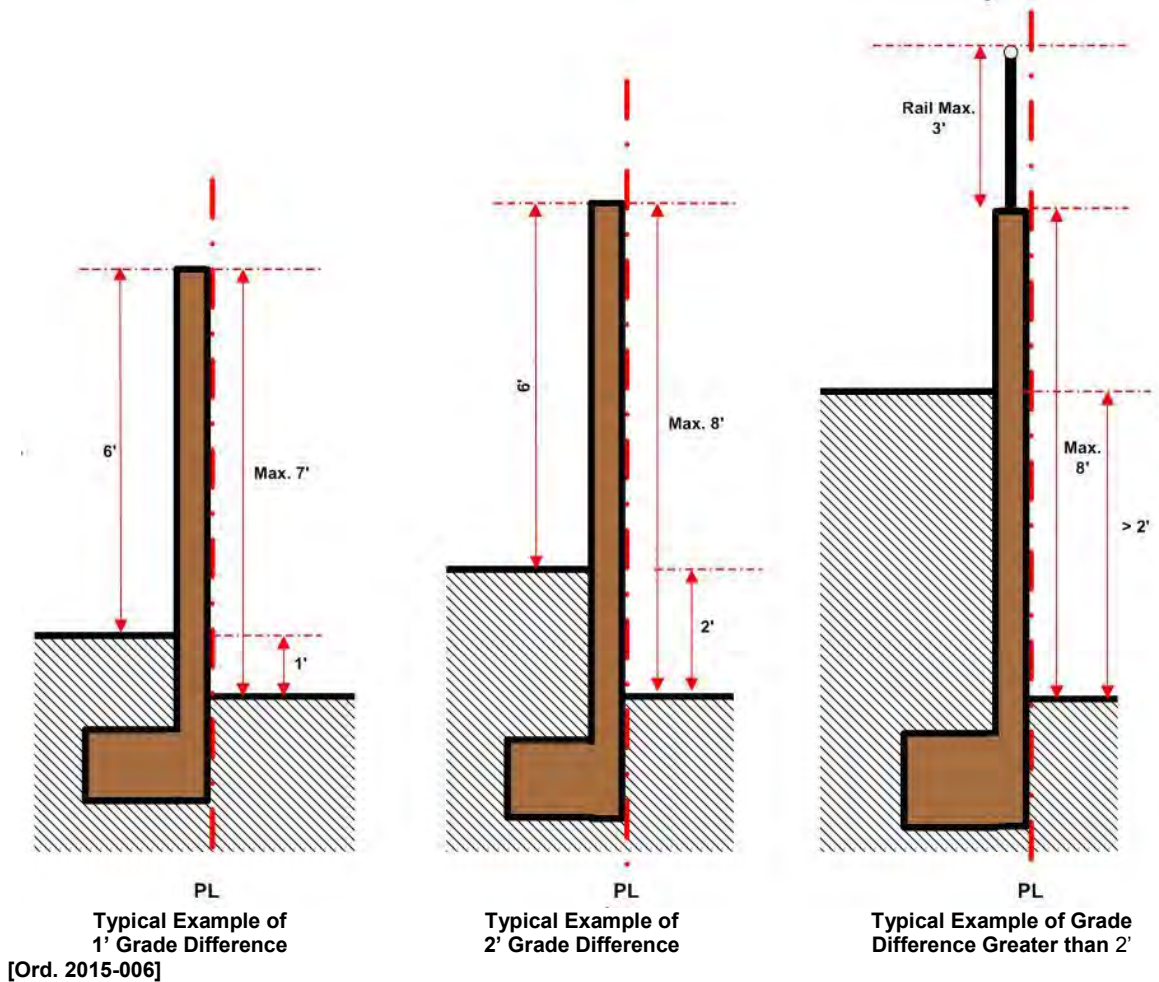 Rail Max.
3'
6'
Max. 7'
1'
PL
Typical Example of
1’ Grade Difference
6'
Max. 8'
2'
PL
Typical Example of
2’ Grade Difference
Max.
8'
> 2'
PL
Typical Example of Grade
Difference Greater than 2’
[Ord. 2015-006]